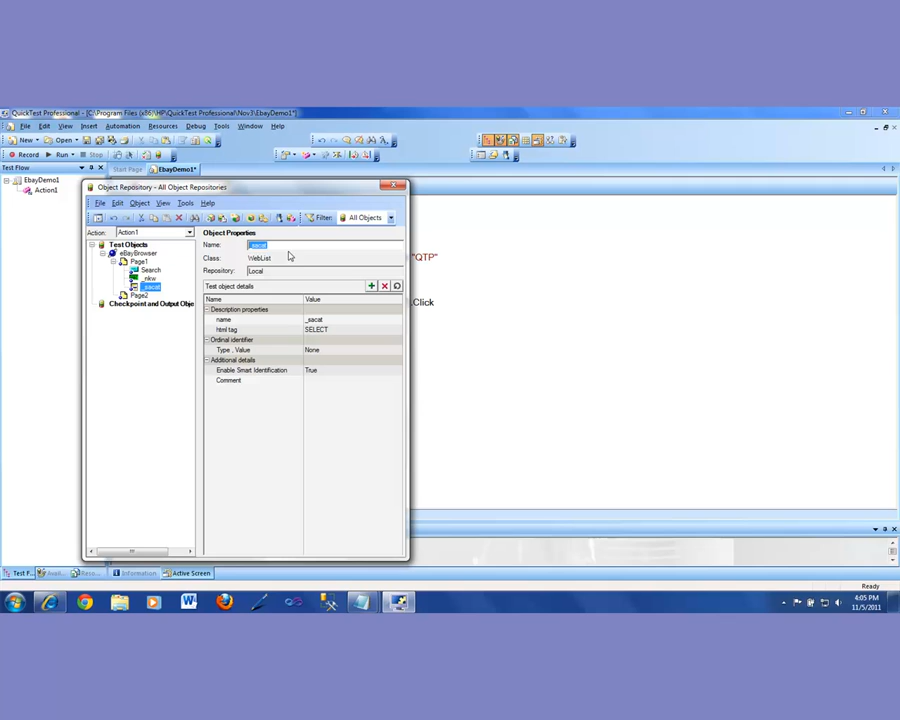 QuickTest Professional - [C:\Program Files (x86)\HP\QuickTest Professional\Nov3\EbayDemo1*]
File Edit View Insert Automation Resources Debug Tools Window Help
New Open
Record Run Stop
Test Flow Start Page EbayDemo1*
EbayDemo1
Action1
Object Repository - All Object Repositories
File Edit Object View Tools Help
Filter: All Objects
Action: Action1
Test Objects
eBayBrowser
Page1
Search
_nkw
_sacat
Page2
Checkpoint and Output Obje
Object Properties
Name: _sacat
Class: WebList
Repository: Local
Test object details
Name Value
Description properties
name _sacat
html tag SELECT
Ordinal identifier
Type , Value None
Additional details
Enable Smart Identification True
Comment
"QTP"
.Click
Test F... Avai... Reso... Information Active Screen
Ready
4:05 PM
11/5/2011